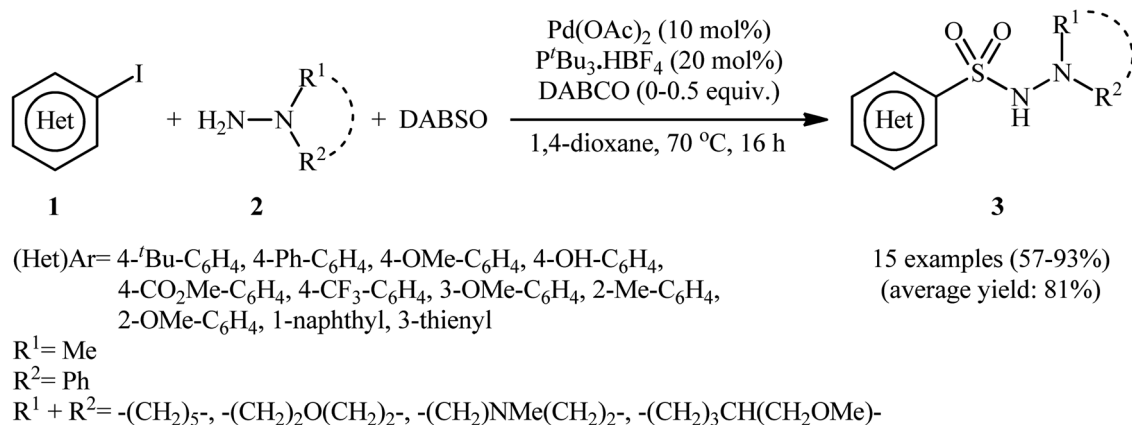 Pd(OAc)₂ (10 mol%)
PᵗBu₃.HBF₄ (20 mol%)
DABCO (0-0.5 equiv.)
1,4-dioxane, 70 °C, 16 h
Het
I
+
H₂N
N
R¹
R²
+ DABSO
O O
S
N
H
N
R¹
R²
Het
1
2
3
(Het)Ar= 4-ᵗBu-C₆H₄, 4-Ph-C₆H₄, 4-OMe-C₆H₄, 4-OH-C₆H₄,
4-CO₂Me-C₆H₄, 4-CF₃-C₆H₄, 3-OMe-C₆H₄, 2-Me-C₆H₄,
2-OMe-C₆H₄, 1-naphthyl, 3-thienyl
R¹= Me
R²= Ph
R¹ + R²= -(CH₂)₅-, -(CH₂)₂O(CH₂)₂-, -(CH₂)NMe(CH₂)₂-, -(CH₂)₃CH(CH₂OMe)-
15 examples (57-93%)
(average yield: 81%)